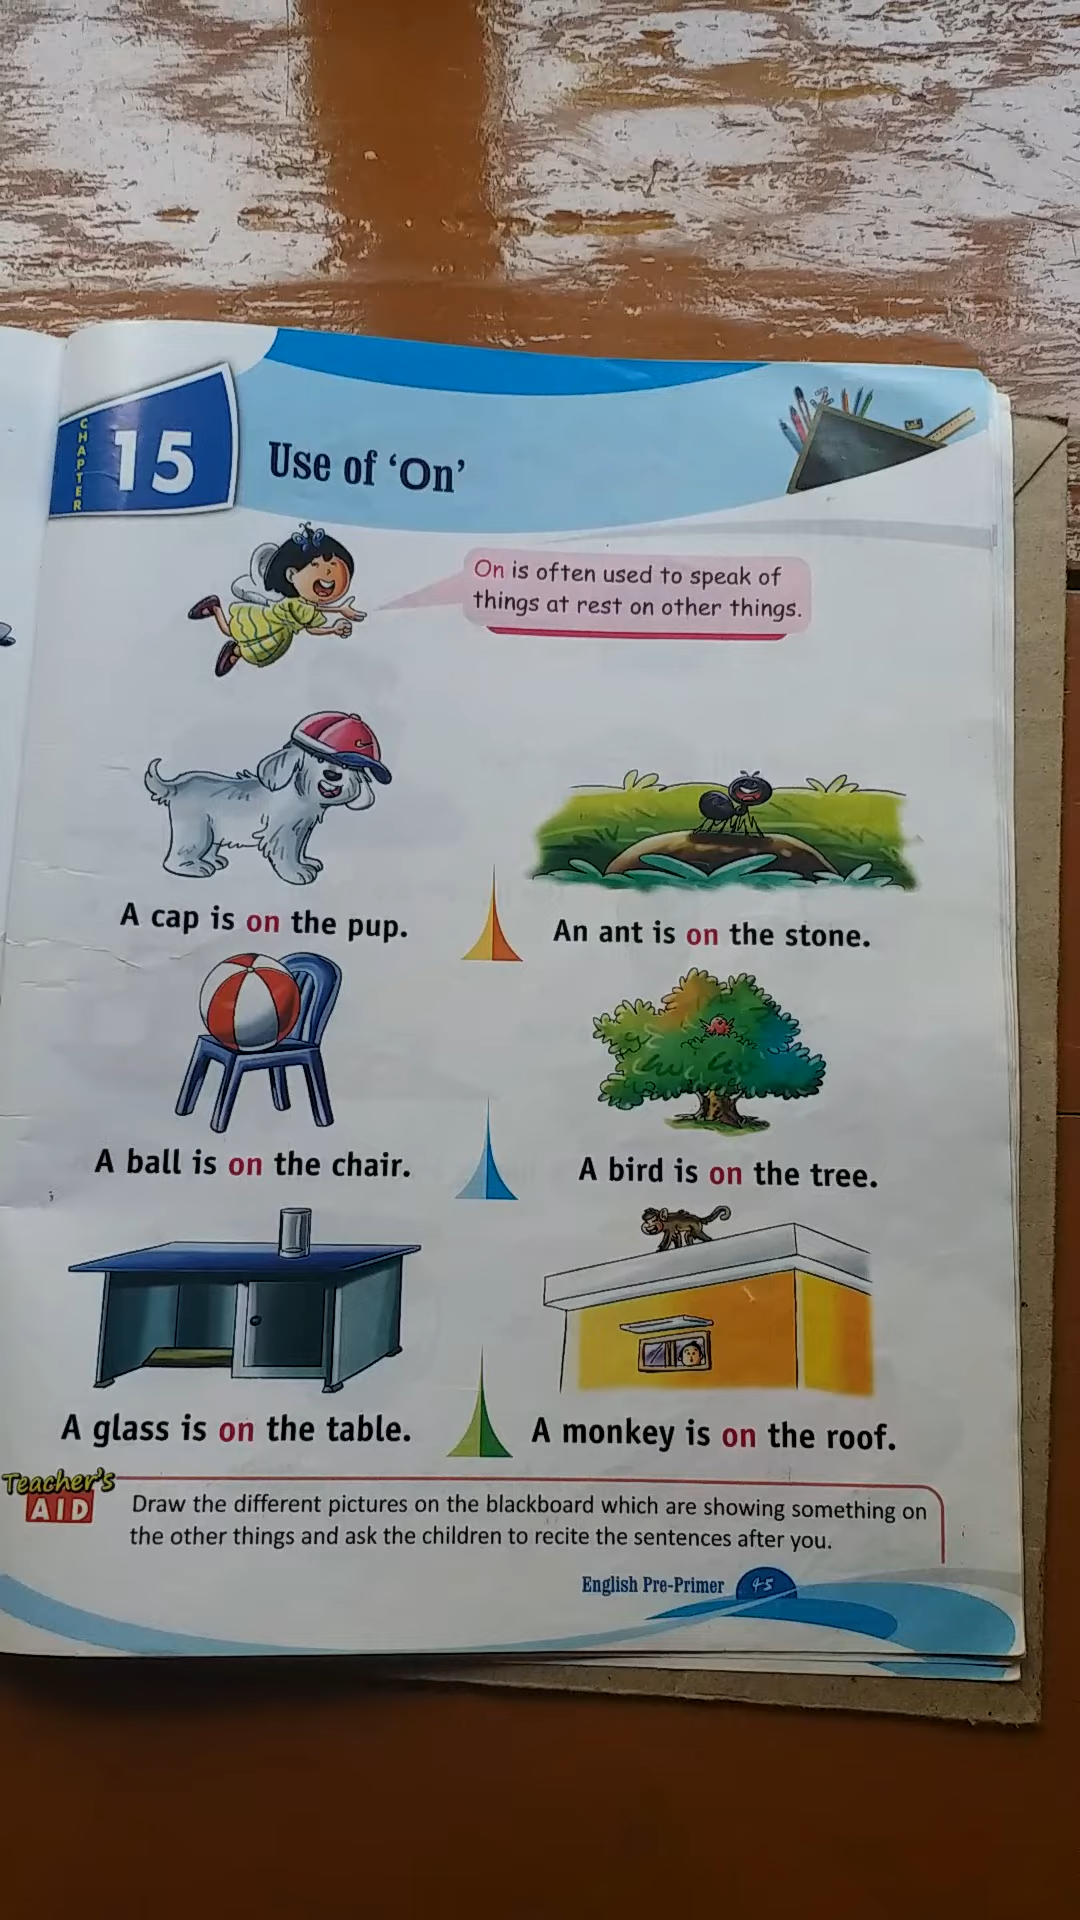 CHAPTER
15
Use of ‘On’
On is often used to speak of
things at rest on other things.
A cap is on the pup.
An ant is on the stone.
A ball is on the chair.
A bird is on the tree.
A glass is on the table.
A monkey is on the roof.
Teacher's
AID
Draw the different pictures on the blackboard which are showing something on
the other things and ask the children to recite the sentences after you.
English Pre-Primer 45